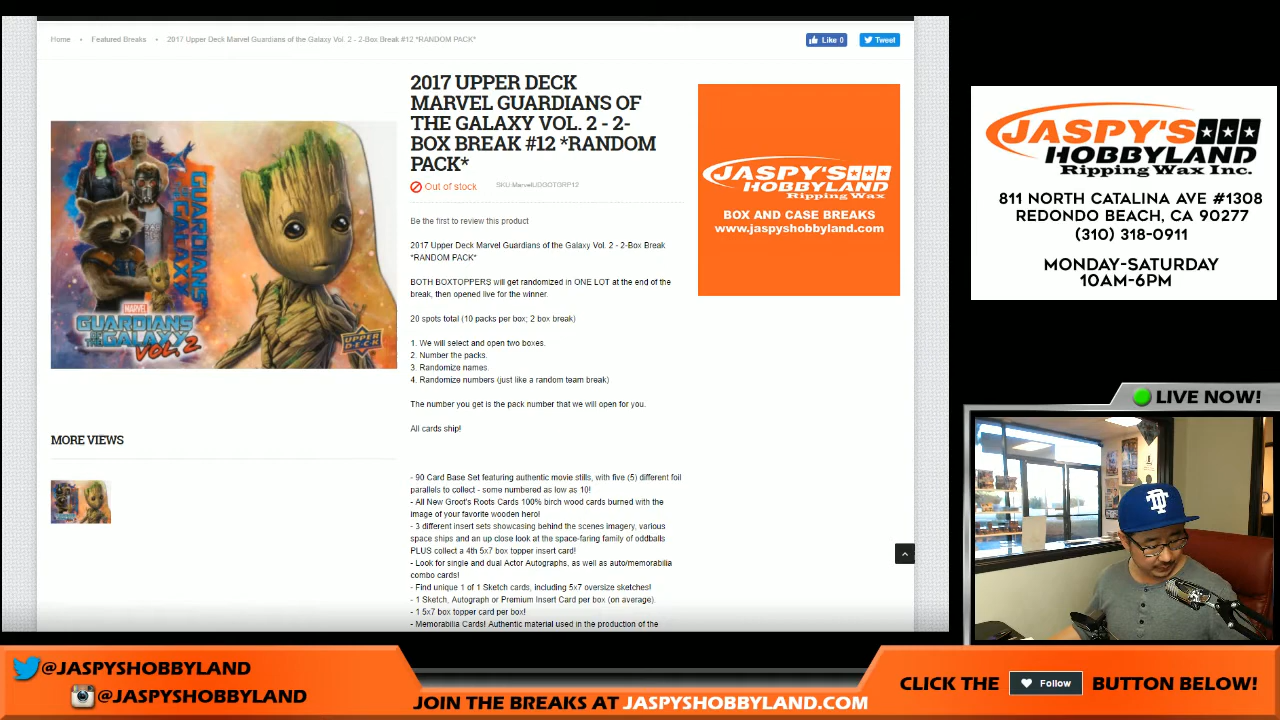 Home • Featured Breaks • 2017 Upper Deck Marvel Guardians of the Galaxy Vol. 2 - 2-Box Break #12 *RANDOM PACK*
Like 0
Tweet
2017 UPPER DECK
MARVEL GUARDIANS OF
THE GALAXY VOL. 2 - 2-
BOX BREAK #12 *RANDOM
PACK*
Out of stock
SKU:MarvelUDGOTGRP12
Be the first to review this product
2017 Upper Deck Marvel Guardians of the Galaxy Vol. 2 - 2-Box Break
*RANDOM PACK*
BOTH BOXTOPPERS will get randomized in ONE LOT at the end of the
break, then opened live for the winner.
20 spots total (10 packs per box; 2 box break)
1. We will select and open two boxes.
2. Number the packs.
3. Randomize names.
4. Randomize numbers (just like a random team break)
The number you get is the pack number that we will open for you.
All cards ship!
- 90 Card Base Set featuring authentic movie stills, with five (5) different foil
parallels to collect - some numbered as low as 10!
- All New Groot's Roots Cards 100% birch wood cards burned with the
image of your favorite wooden hero!
- 3 different insert sets showcasing behind the scenes imagery, various
space ships and an up close look at the space-faring family of oddballs
PLUS collect a 4th 5x7 box topper insert card!
- Look for single and dual Actor Autographs, as well as auto/memorabilia
combo cards!
- Find unique 1 of 1 Sketch cards, including 5x7 oversize sketches!
- 1 Sketch, Autograph or Premium Insert Card per box (on average).
- 1 5x7 box topper card per box!
- Memorabilia Cards! Authentic material used in the production of the
GUARDIANS
OF THE
GALAXY
MARVEL
GUARDIANS
OF THE
GALAXY
VOL. 2
UPPER
DECK
MORE VIEWS
JASPY'S
HOBBYLAND
Ripping Wax
BOX AND CASE BREAKS
www.jaspyshobbyland.com
JASPY'S
HOBBYLAND
Ripping Wax Inc.
811 NORTH CATALINA AVE #1308
REDONDO BEACH, CA 90277
(310) 318-0911
MONDAY-SATURDAY
10AM-6PM
LIVE NOW!
@JASPYSHOBBYLAND
@JASPYSHOBBYLAND
JOIN THE BREAKS AT JASPYSHOBBYLAND.COM
CLICK THE Follow BUTTON BELOW!